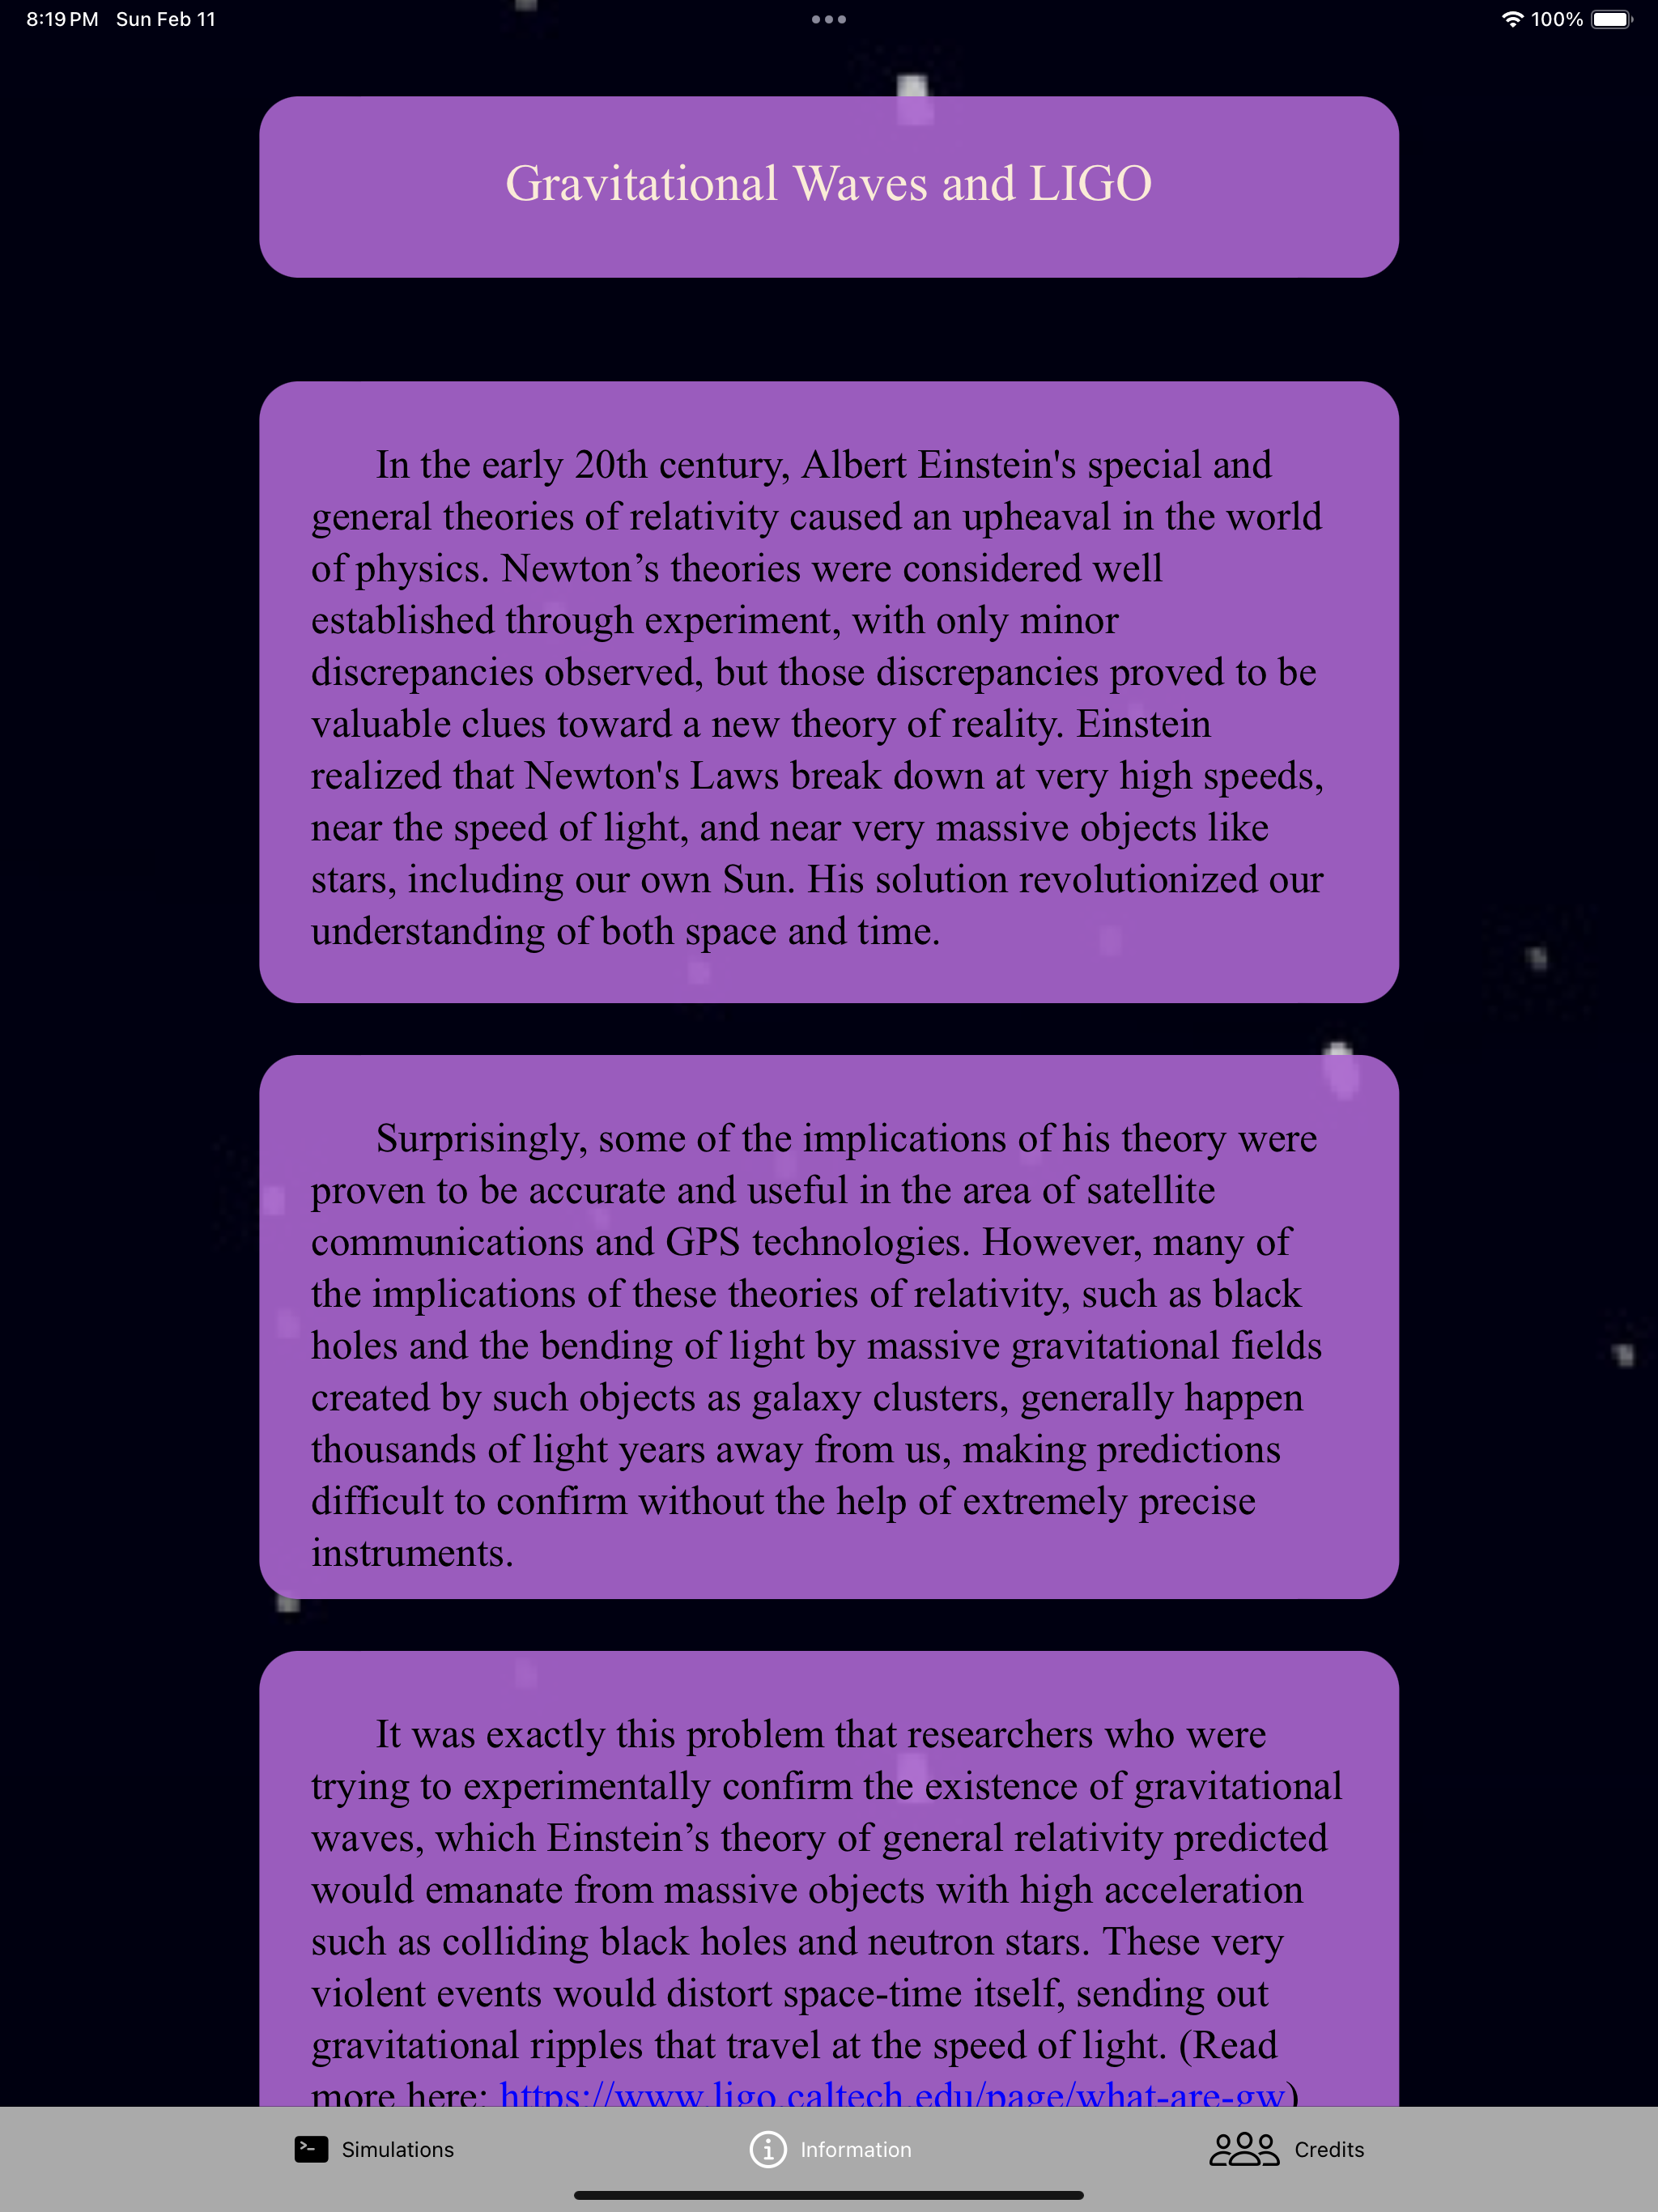 8:19 PM Sun Feb 11
100%
Gravitational Waves and LIGO
In the early 20th century, Albert Einstein's special and
general theories of relativity caused an upheaval in the world
of physics. Newton’s theories were considered well
established through experiment, with only minor
discrepancies observed, but those discrepancies proved to be
valuable clues toward a new theory of reality. Einstein
realized that Newton's Laws break down at very high speeds,
near the speed of light, and near very massive objects like
stars, including our own Sun. His solution revolutionized our
understanding of both space and time.
Surprisingly, some of the implications of his theory were
proven to be accurate and useful in the area of satellite
communications and GPS technologies. However, many of
the implications of these theories of relativity, such as black
holes and the bending of light by massive gravitational fields
created by such objects as galaxy clusters, generally happen
thousands of light years away from us, making predictions
difficult to confirm without the help of extremely precise
instruments.
It was exactly this problem that researchers who were
trying to experimentally confirm the existence of gravitational
waves, which Einstein’s theory of general relativity predicted
would emanate from massive objects with high acceleration
such as colliding black holes and neutron stars. These very
violent events would distort space-time itself, sending out
gravitational ripples that travel at the speed of light. (Read
more here: https://www.ligo.caltech.edu/page/what-are-gw)
Simulations
Information
Credits